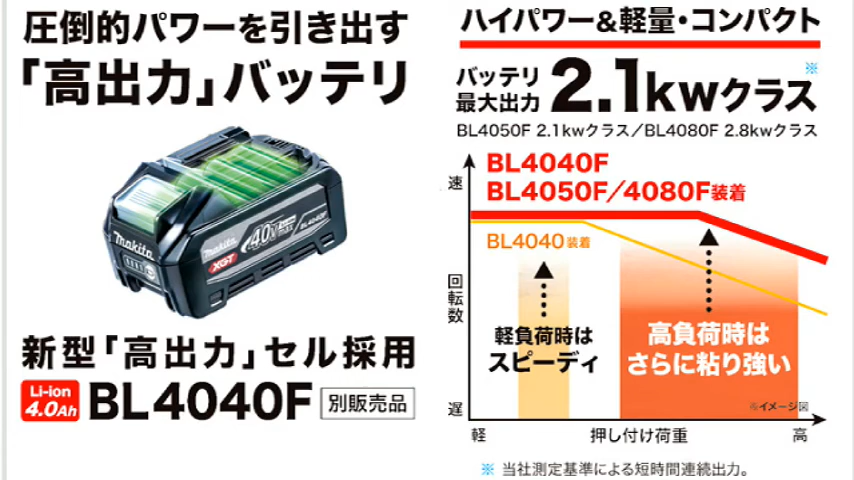 圧倒的パワーを引き出す
「高出力」バッテリ
makita
makita
40Vmax
XGT
BL4040F
新型「高出力」セル採用
Li-ion
4.0Ah
BL4040F
別販売品
ハイパワー&軽量・コンパクト
バッテリ
最大出力
2.1kwクラス※
BL4050F 2.1kwクラス/BL4080F 2.8kwクラス
BL4040F
BL4050F/4080F装着
BL4040装着
速
回転数
遅
軽負荷時は
スピーディ
高負荷時は
さらに粘り強い
※イメージ図
軽
押し付け荷重
高
※ 当社測定基準による短時間連続出力。